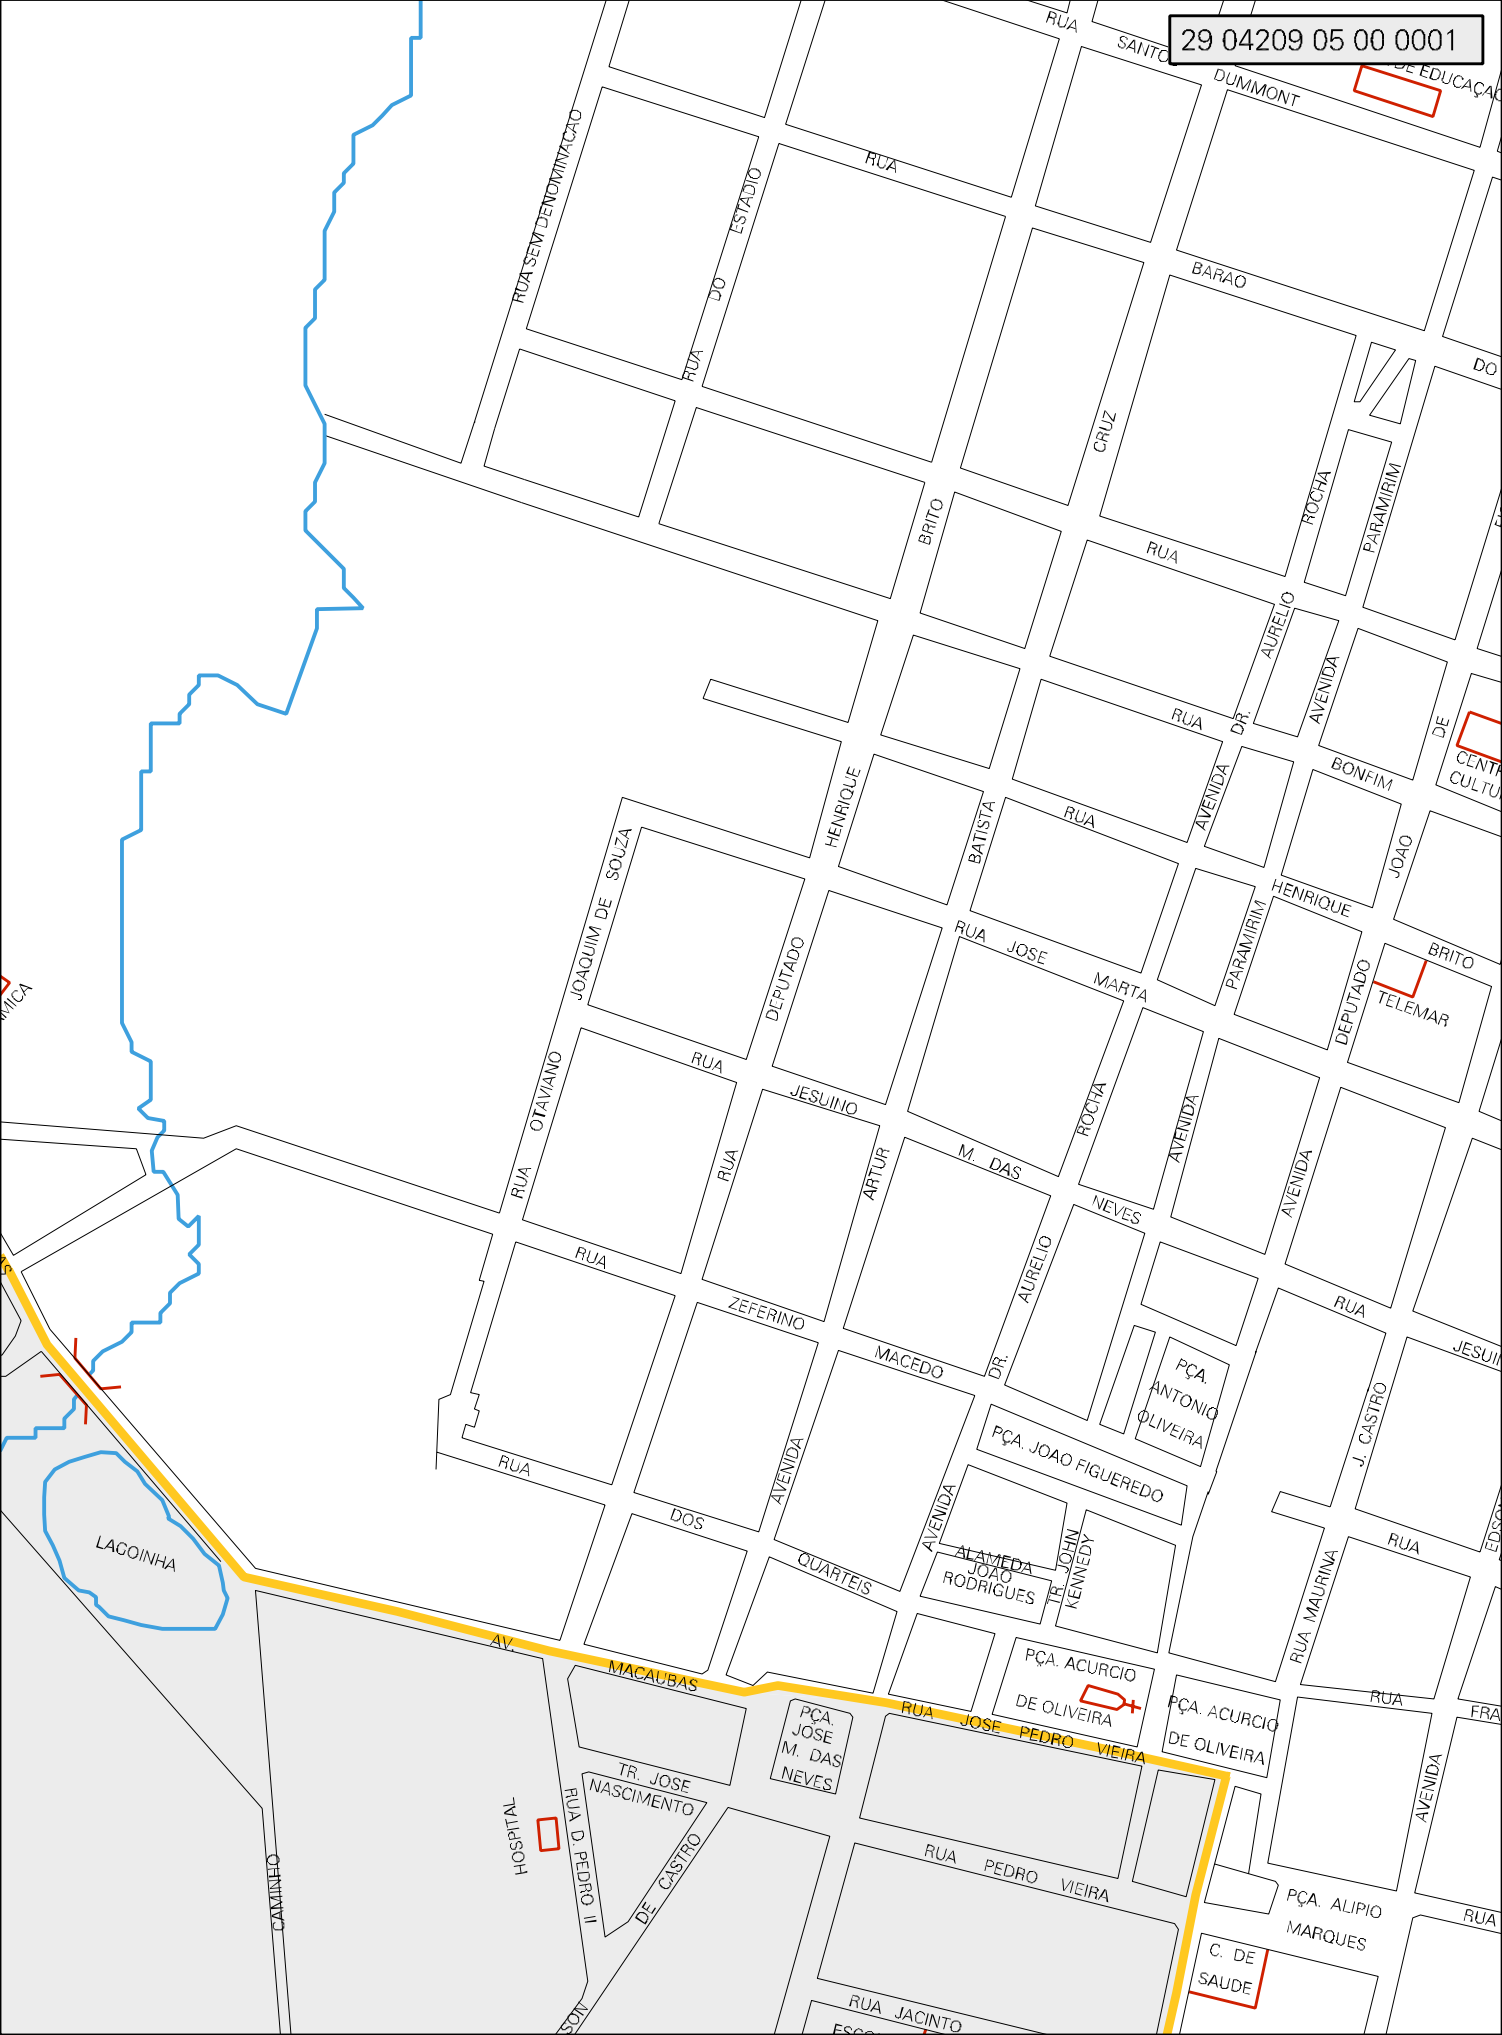 29 04209 05 00 0001
RUA
SANTOS
DUMMONT
DE EDUCAÇAO
RUA SEM DENOMINACAO
RUA DO ESTADIO
RUA
BARAO
DO
CRUZ
BRITO
ROCHA
PARAMIRIM
RUA
AURELIO
AVENIDA
DE
RUA
DR.
BONFIM
HENRIQUE
BATISTA
RUA
AVENIDA
JOAO
JOAQUIM DE SOUZA
HENRIQUE
BRITO
TELEMAR
RUA JOSE MARTA
PARAMIRIM
DEPUTADO
DEPUTADO
RUA
JESUINO
OTAVIANO
RUA
RUA
ARTUR
M. DAS
NEVES
ROCHA
AVENIDA
AVENIDA
RUA
ZEFERINO
MACEDO
AURELIO
DR.
RUA
PÇA.
ANTONIO
OLIVEIRA
J. CASTRO
PÇA. JOAO FIGUEREDO
RUA
DOS
QUARTEIS
AVENIDA
AVENIDA
ALAMEDA
JOAO
RODRIGUES
TR. JOHN
KENNEDY
RUA
RUA MAURINA
LAGOINHA
AV.
MACAUBAS
PÇA. ACURCIO
DE OLIVEIRA
PÇA. ACURCIO
DE OLIVEIRA
RUA
RUA JOSE PEDRO VIEIRA
PÇA.
JOSE
M. DAS
NEVES
TR. JOSE
NASCIMENTO
HOSPITAL
RUA D. PEDRO II
DE CASTRO
RUA PEDRO VIEIRA
AVENIDA
CAMINHO
PÇA. ALIPIO
MARQUES
RUA
C. DE
SAUDE
RUA JACINTO